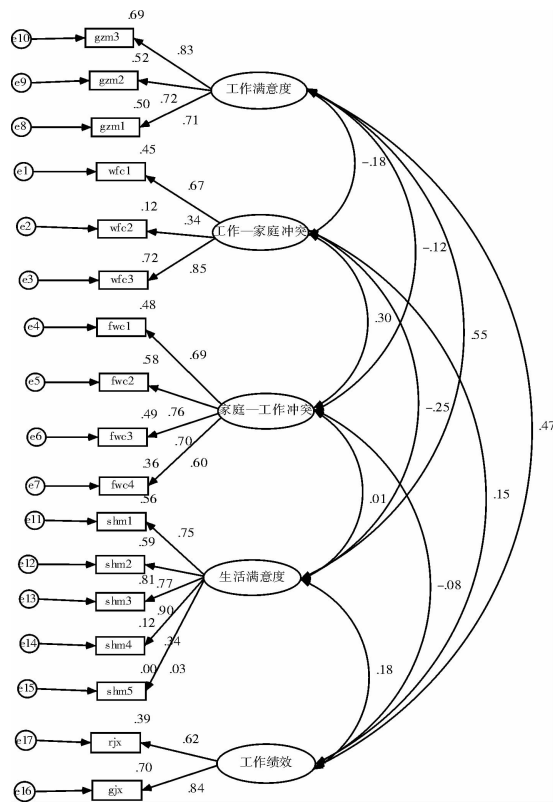 .69
e10 gzm3 .83
.52
e9 gzm2 .72
工作满意度
.50
e8 gzm1 .71
.45
-.18
e1 wfc1 .67
.12
e2 wfc2 .34
工作—家庭冲突
-.12
.72
e3 wfc3 .85
.48
.30
.55
e4 fwc1 .69
.58
e5 fwc2 .76
家庭—工作冲突
-.25
.49
.47
e6 fwc3 .70
.36
e7 fwc4 .60
.56
.01
.15
e11 shm1 .75
.59
e12 shm2 .77
生活满意度
-.08
.81
e13 shm3 .90
.12
e14 shm4 .34
.00
.18
e15 shm5 .03
.39
e17 rjx .62
工作绩效
.70
e16 gjx .84